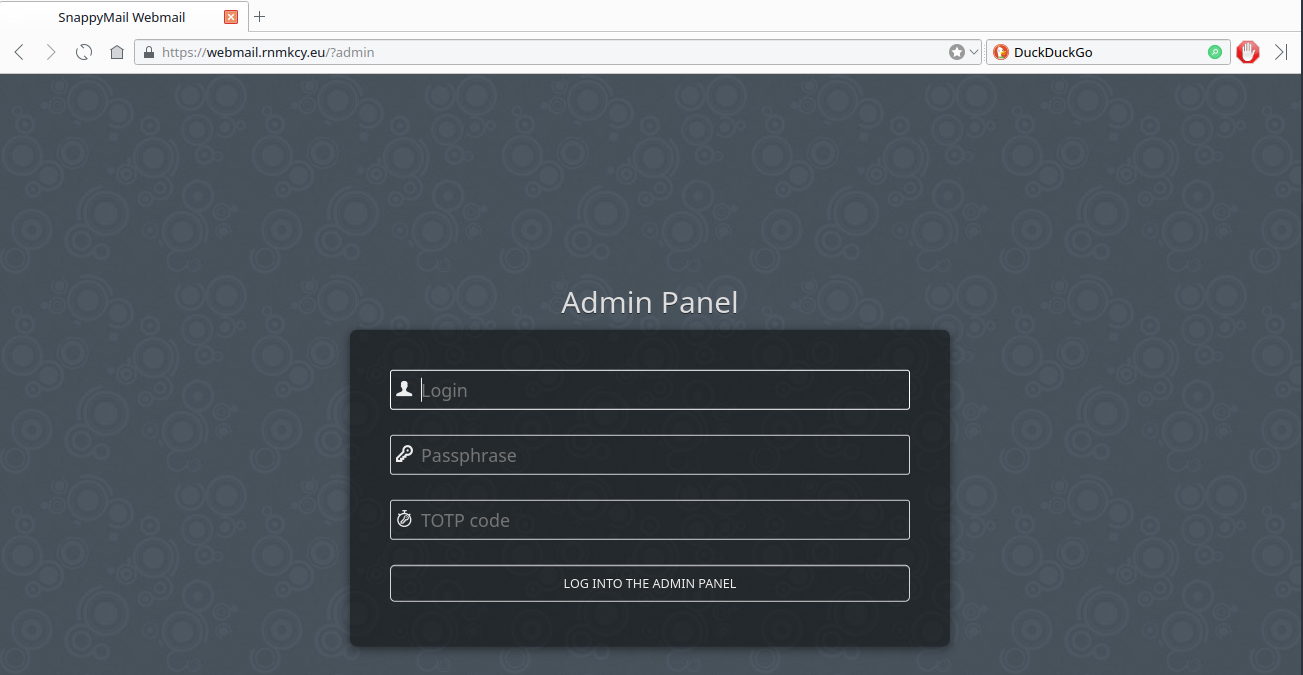 SnappyMail Webmail
https://webmail.rnmkcy.eu/?admin
DuckDuckGo
Admin Panel
Login
Passphrase
TOTP code
LOG INTO THE ADMIN PANEL